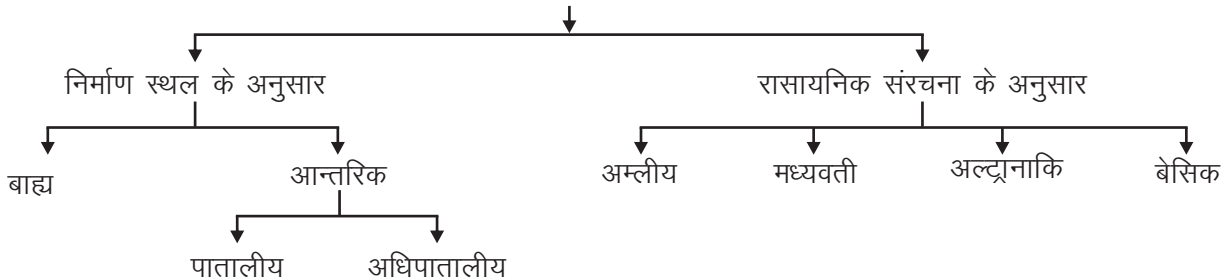 निर्माण स्थल के अनुसार रासायनिक संरचना के अनुसार
बाह्य आन्तरिक अम्लीय मध्यवती अल्ट्रानाकि बेसिक
पातालीय अधिपातालीय